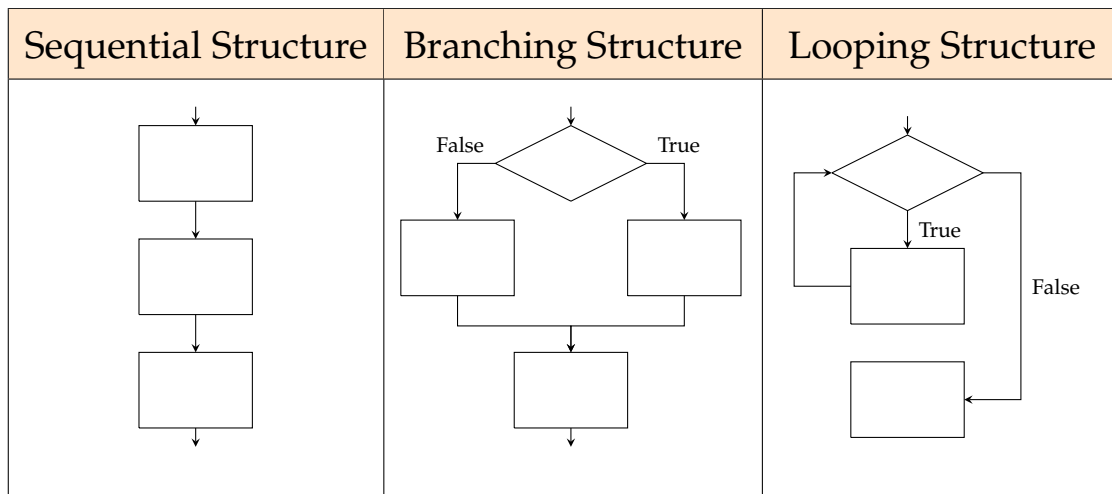 Sequential Structure
Branching Structure
Looping Structure
False
True
True
False